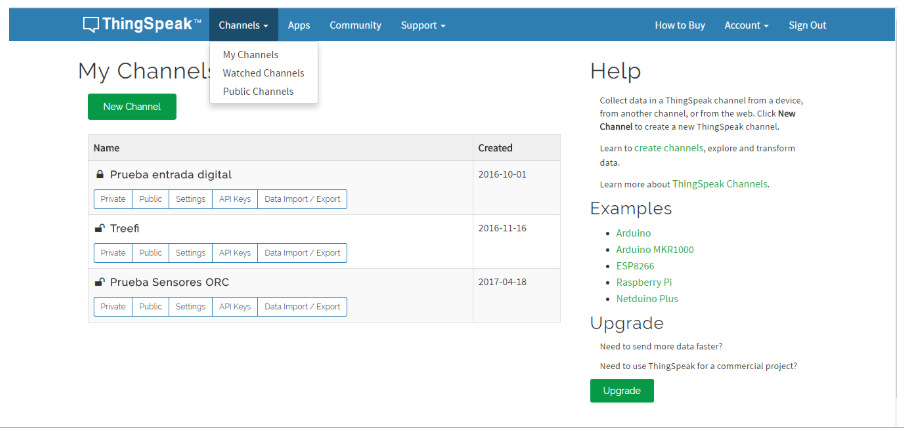 ThingSpeak™ Channels Apps Community Support How to Buy Account Sign Out
My Channels
Watched Channels
Public Channels
My Channels
New Channel
Name Created
Prueba entrada digital 2016-10-01
Private Public Settings API Keys Data Import / Export
Treefi 2016-11-16
Private Public Settings API Keys Data Import / Export
Prueba Sensores ORC 2017-04-18
Private Public Settings API Keys Data Import / Export
Help
Collect data in a ThingSpeak channel from a device,
from another channel, or from the web. Click New
Channel to create a new ThingSpeak channel.
Learn to create channels, explore and transform
data.
Learn more about ThingSpeak Channels.
Examples
Arduino
Arduino MKR1000
ESP8266
Raspberry Pi
Netduino Plus
Upgrade
Need to send more data faster?
Need to use ThingSpeak for a commercial project?
Upgrade